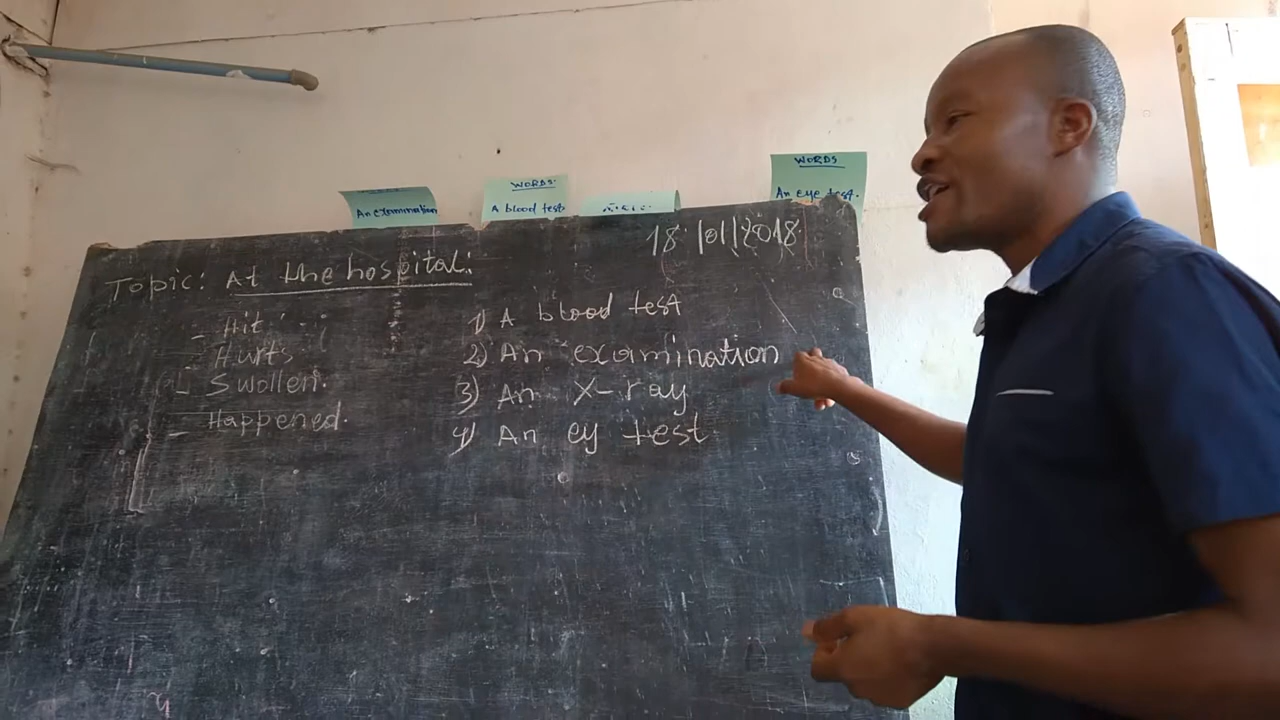 WORDS
WORDS.
An eye test.
An examination
A blood test
18/01/2018
Topic: At the hospital:
- Hit
- Hurts
- Swollen.
- Happened.
1) A blood test
2) An examination
3) An X-ray
4) An ey test.